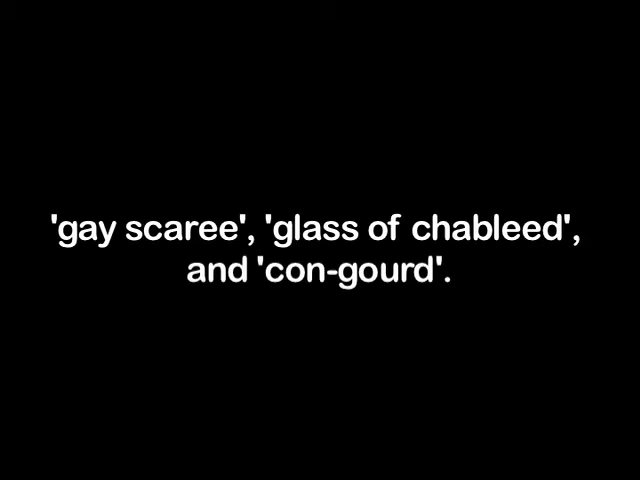 'gay scaree', 'glass of chableed',
and 'con-gourd'.